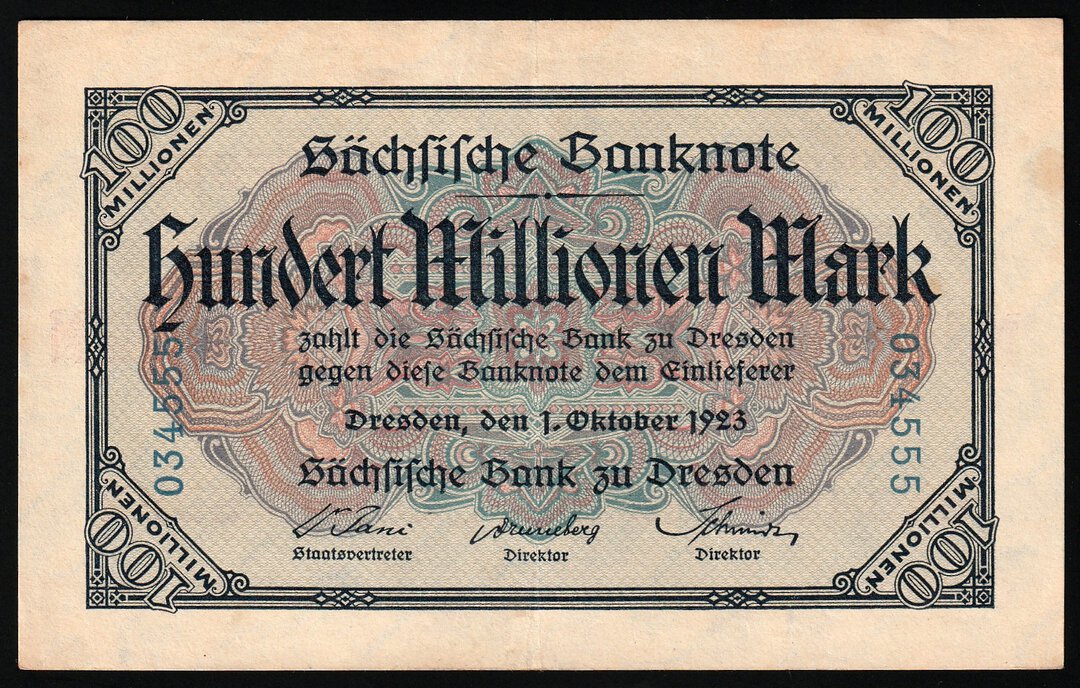 100 MILLIONEN
100 MILLIONEN
Sächsische Banknote
Hundert Millionen Mark
zahlt die Sächsische Bank zu Dresden
gegen diese Banknote dem Einlieferer
034555
034555
Dresden, den 1. Oktober 1923
Sächsische Bank zu Dresden
Schmidt
Staatsvertreter
Direktor
Direktor
100 MILLIONEN
100 MILLIONEN